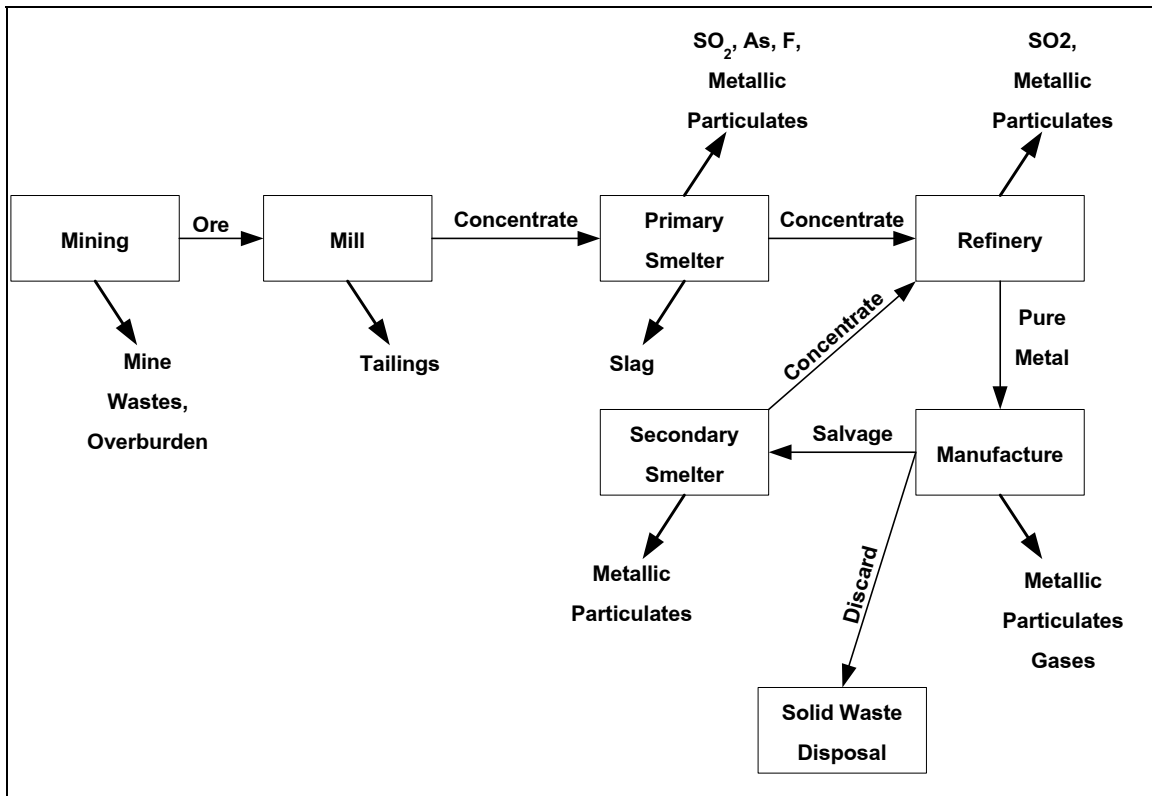 SO2, As, F,
Metallic
Particulates
SO2,
Metallic
Particulates
Mining
Ore
Mill
Concentrate
Primary
Smelter
Concentrate
Refinery
Mine
Wastes,
Overburden
Tailings
Slag
Concentrate
Pure
Metal
Secondary
Smelter
Salvage
Manufacture
Metallic
Particulates
Discard
Metallic
Particulates
Gases
Solid Waste
Disposal